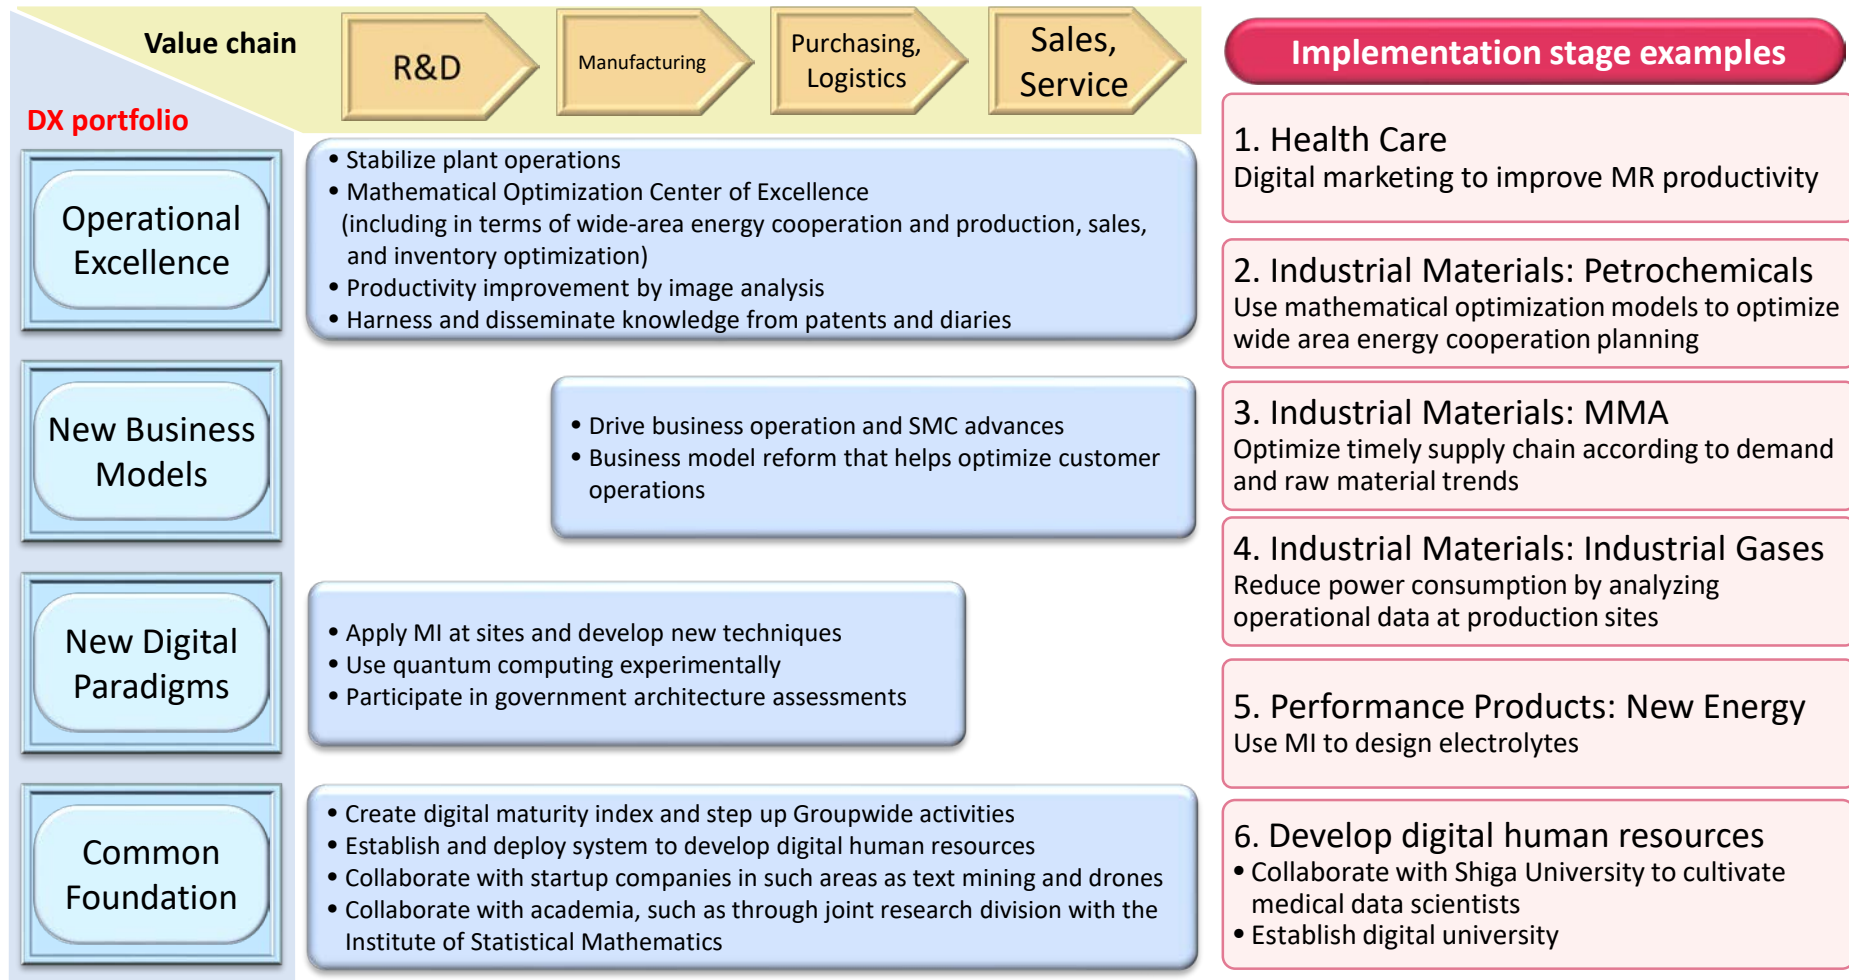 Value chain
DX portfolio
R&D
Manufacturing
Purchasing,
Logistics
Sales,
Service
Operational
Excellence
• Stabilize plant operations
• Mathematical Optimization Center of Excellence
(including in terms of wide-area energy cooperation and production, sales,
and inventory optimization)
• Productivity improvement by image analysis
• Harness and disseminate knowledge from patents and diaries
New Business
Models
• Drive business operation and SMC advances
• Business model reform that helps optimize customer
operations
New Digital
Paradigms
• Apply MI at sites and develop new techniques
• Use quantum computing experimentally
• Participate in government architecture assessments
Common
Foundation
• Create digital maturity index and step up Groupwide activities
• Establish and deploy system to develop digital human resources
• Collaborate with startup companies in such areas as text mining and drones
• Collaborate with academia, such as through joint research division with the
Institute of Statistical Mathematics
Implementation stage examples
1. Health Care
Digital marketing to improve MR productivity
2. Industrial Materials: Petrochemicals
Use mathematical optimization models to optimize
wide area energy cooperation planning
3. Industrial Materials: MMA
Optimize timely supply chain according to demand
and raw material trends
4. Industrial Materials: Industrial Gases
Reduce power consumption by analyzing
operational data at production sites
5. Performance Products: New Energy
Use MI to design electrolytes
6. Develop digital human resources
• Collaborate with Shiga University to cultivate
medical data scientists
• Establish digital university